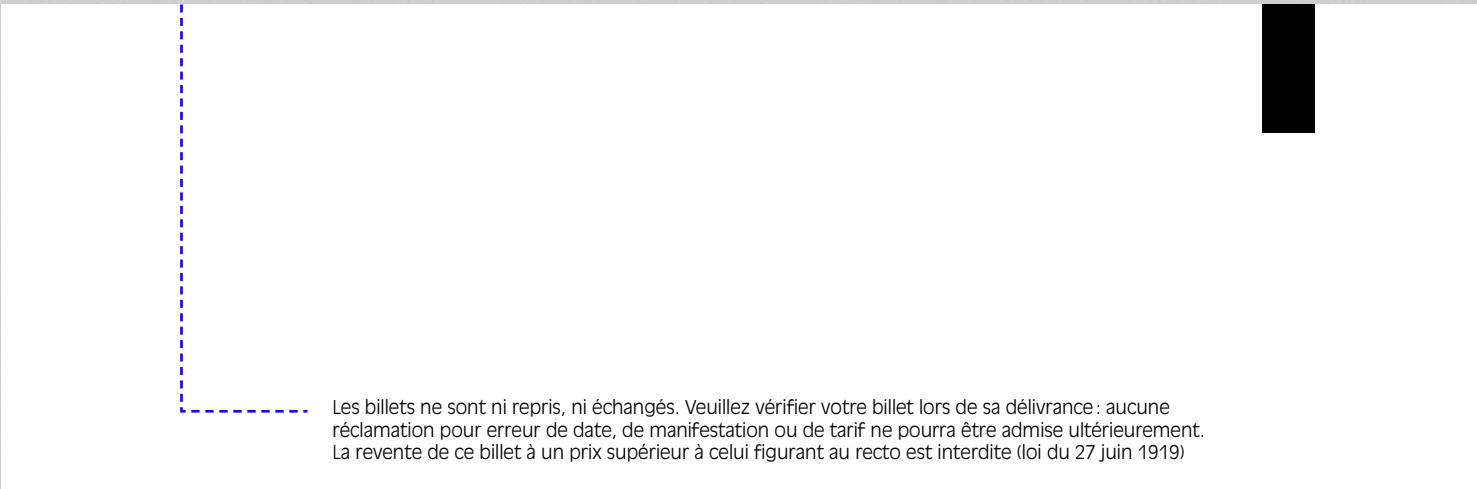 Les billets ne sont ni repris, ni échangés. Veuillez vérifier votre billet lors de sa délivrance : aucune
réclamation pour erreur de date, de manifestation ou de tarif ne pourra être admise ultérieurement.
La revente de ce billet à un prix supérieur à celui figurant au recto est interdite (loi du 27 juin 1919)